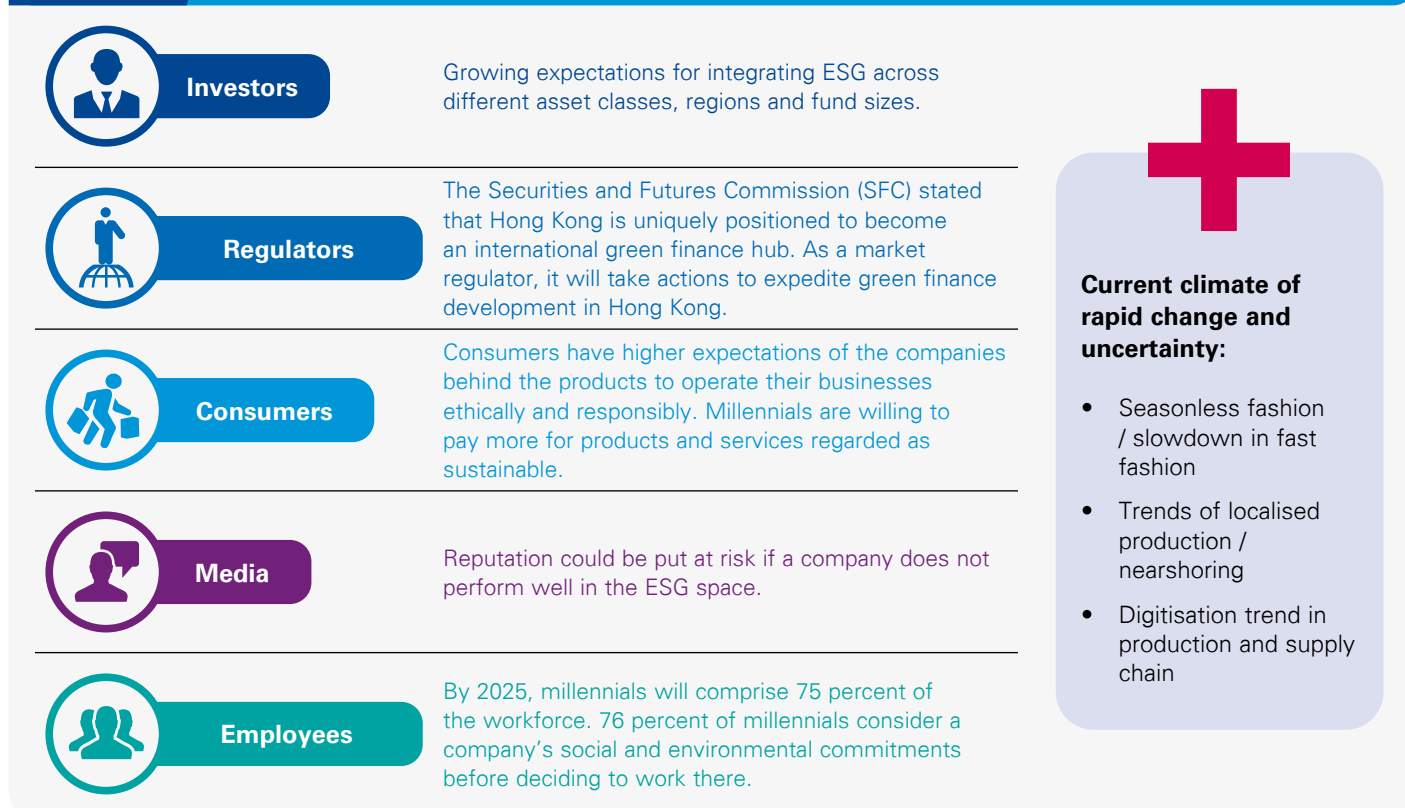 Investors
Growing expectations for integrating ESG across
different asset classes, regions and fund sizes.
Regulators
The Securities and Futures Commission (SFC) stated
that Hong Kong is uniquely positioned to become
an international green finance hub. As a market
regulator, it will take actions to expedite green finance
development in Hong Kong.
Consumers
Consumers have higher expectations of the companies
behind the products to operate their businesses
ethically and responsibly. Millennials are willing to
pay more for products and services regarded as
sustainable.
Media
Reputation could be put at risk if a company does not
perform well in the ESG space.
Employees
By 2025, millennials will comprise 75 percent of
the workforce. 76 percent of millennials consider a
company’s social and environmental commitments
before deciding to work there.
Current climate of
rapid change and
uncertainty:
• Seasonless fashion
/ slowdown in fast
fashion
• Trends of localised
production /
nearshoring
• Digitisation trend in
production and supply
chain